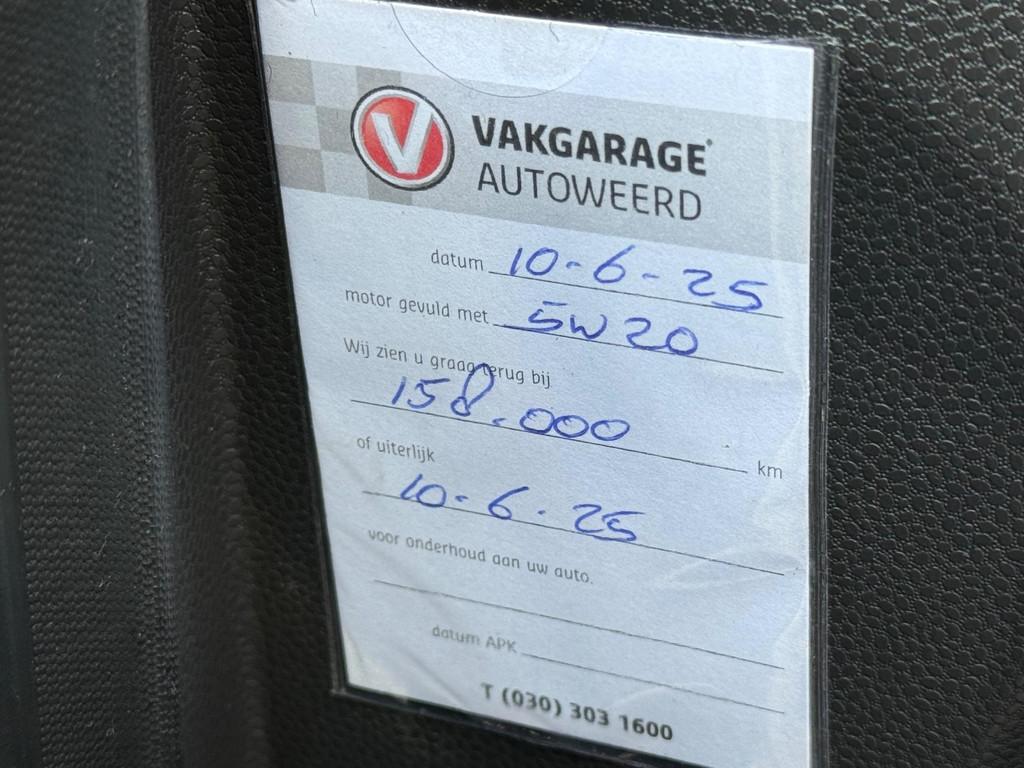 V VAKGARAGE®
AUTOWEERD
datum 10-6-25
motor gevuld met 5W20
Wij zien u graag terug bij
158.000 km
of uiterlijk
10-6-25
voor onderhoud aan uw auto.
datum APK
T (030) 303 1600